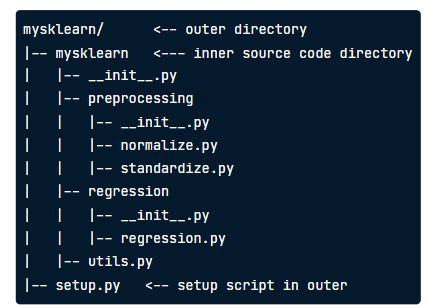 mysklearn/      <-- outer directory
|-- mysklearn   <--- inner source code directory
|   |-- __init__.py
|   |-- preprocessing
|   |   |-- __init__.py
|   |   |-- normalize.py
|   |   |-- standardize.py
|   |-- regression
|   |   |-- __init__.py
|   |   |-- regression.py
|   |-- utils.py
|-- setup.py   <-- setup script in outer